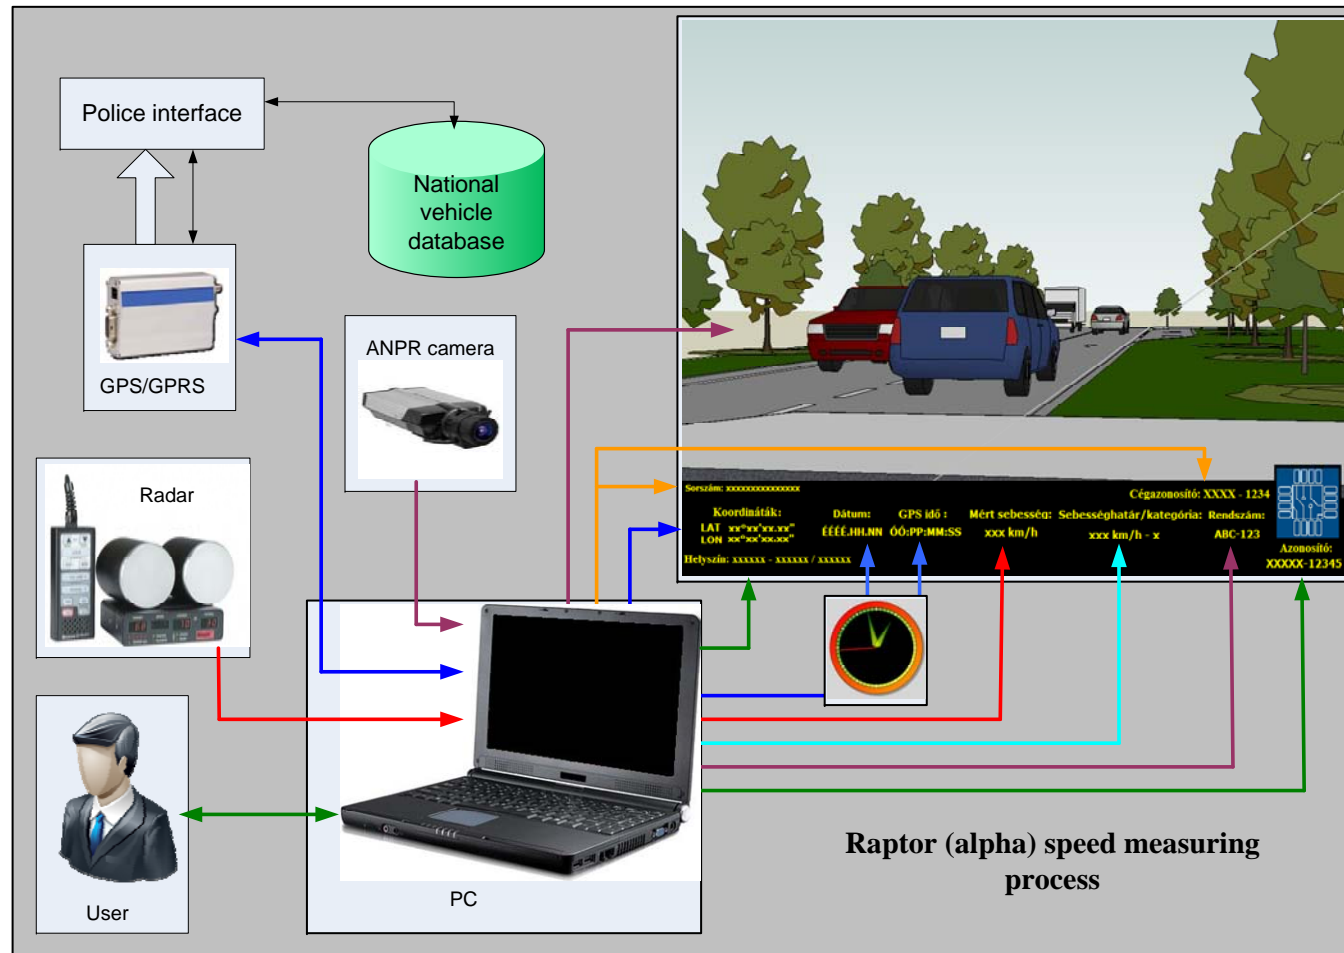 Police interface
National
vehicle
database
GPS/GPRS
ANPR camera
Radar
User
PC
Sorszám: xxxxxxxxxxxxxxx
Cégazonosító: XXXX - 1234
Koordináták:
LAT xx°xx'xx.xx"
LON xx°xx'xx.xx"
Dátum:
ÉÉÉÉ.HH.NN
GPS idő :
ÓÓ:PP:MM:SS
Mért sebesség:
xxx km/h
Sebességhatár/kategória:
xxx km/h - x
Rendszám:
ABC-123
Helyszín: xxxxxx - xxxxxx / xxxxxx
Azonosító:
XXXXX-12345
Raptor (alpha) speed measuring
process